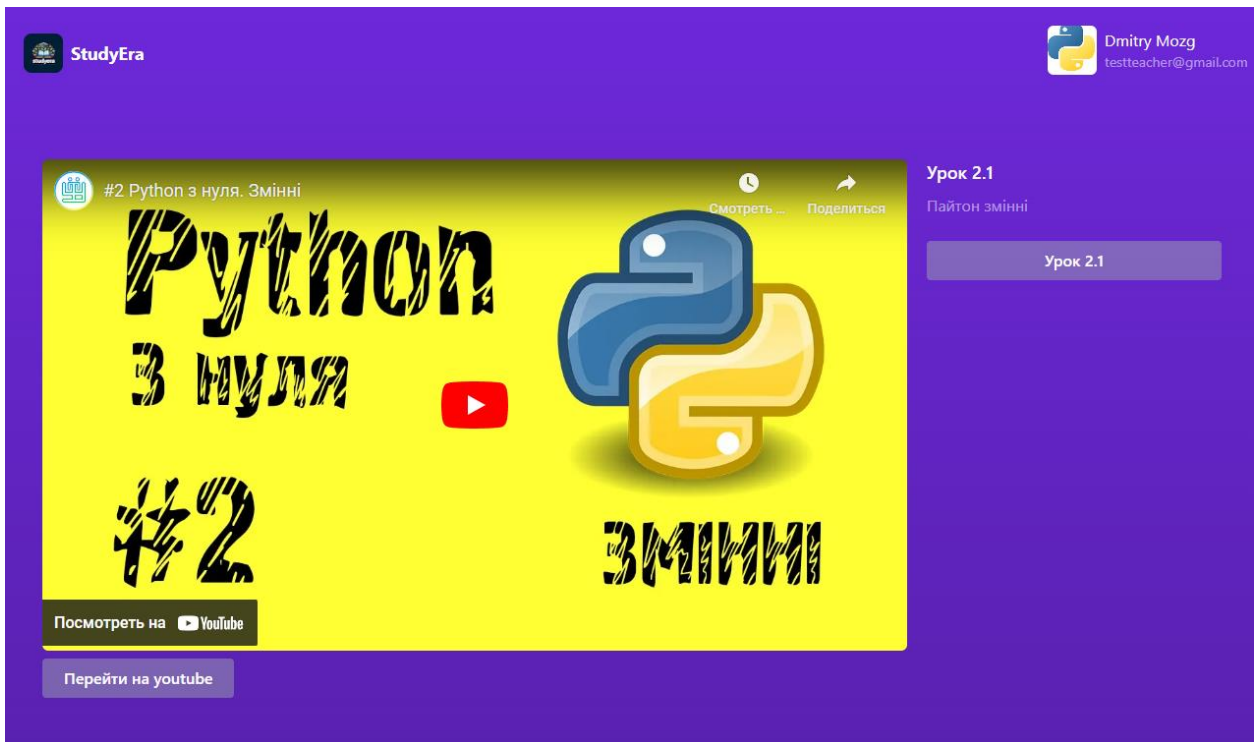 StudyEra
Dmitry Mozg
testteacher@gmail.com
#2 Python з нуля. Змінні
Смотреть ...
Поделиться
Python
З нуля
#2
ЗМІННІ
Посмотреть на YouTube
Перейти на youtube
Урок 2.1
Пайтон змінні
Урок 2.1